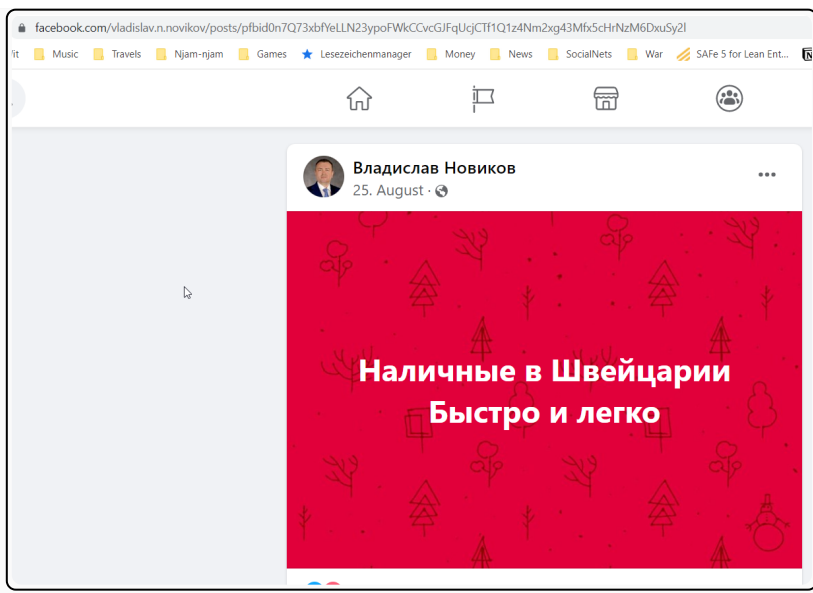 facebook.com/vladislav.n.novikov/posts/pfbid0n7Q73xbfYeLLN23ypoFWkCCvcGJFqUcjCTf1Q1z4Nm2xg43Mfx5cHrNzM6DxuSy2l
Music Travels Njam-njam Games Lesezeichenmanager Money News SocialNets War SAFe 5 for Lean Ent...
Владислав Новиков
25. August ·
Наличные в Швейцарии
Быстро и легко